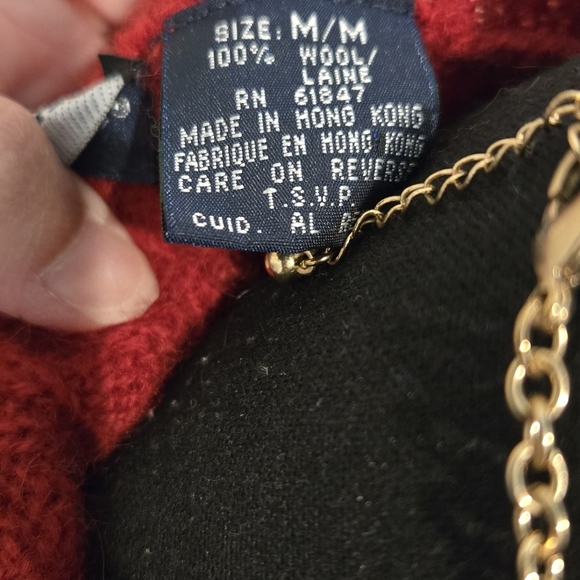 SIZE: M/M
100% WOOL/
LAINE
RN 61847
MADE IN HONG KONG
FABRIQUE EN HONG KONG
CARE ON REVERSE
T.S.V.P.
CUID. AL